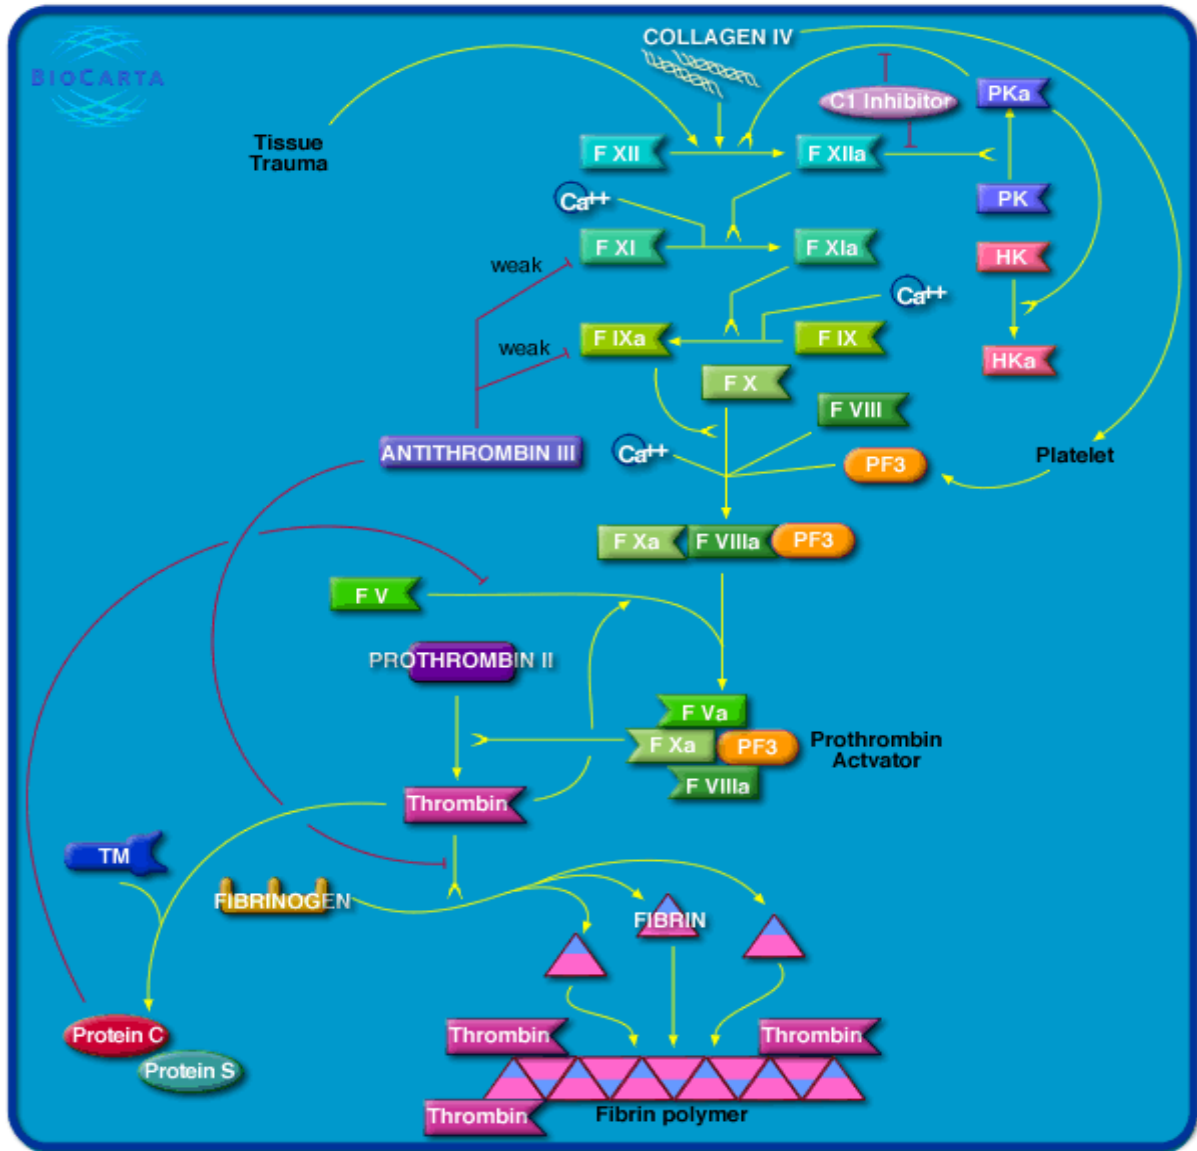 COLLAGEN IV
BIOCARTA
C1 Inhibitor
PKa
Tissue
Trauma
F XII
F XIIa
PK
Ca++
F XI
F XIa
HK
weak
Ca++
F IXa
F IX
weak
HKa
F X
F VIII
ANTITHROMBIN III
Ca++
PF3
Platelet
F Xa
F VIIIa
PF3
F V
PROTHROMBIN II
F Va
F Xa
PF3
Prothrombin
Actvator
F VIIIa
Thrombin
TM
FIBRINOGEN
FIBRIN
Protein C
Thrombin
Thrombin
Protein S
Thrombin
Fibrin polymer